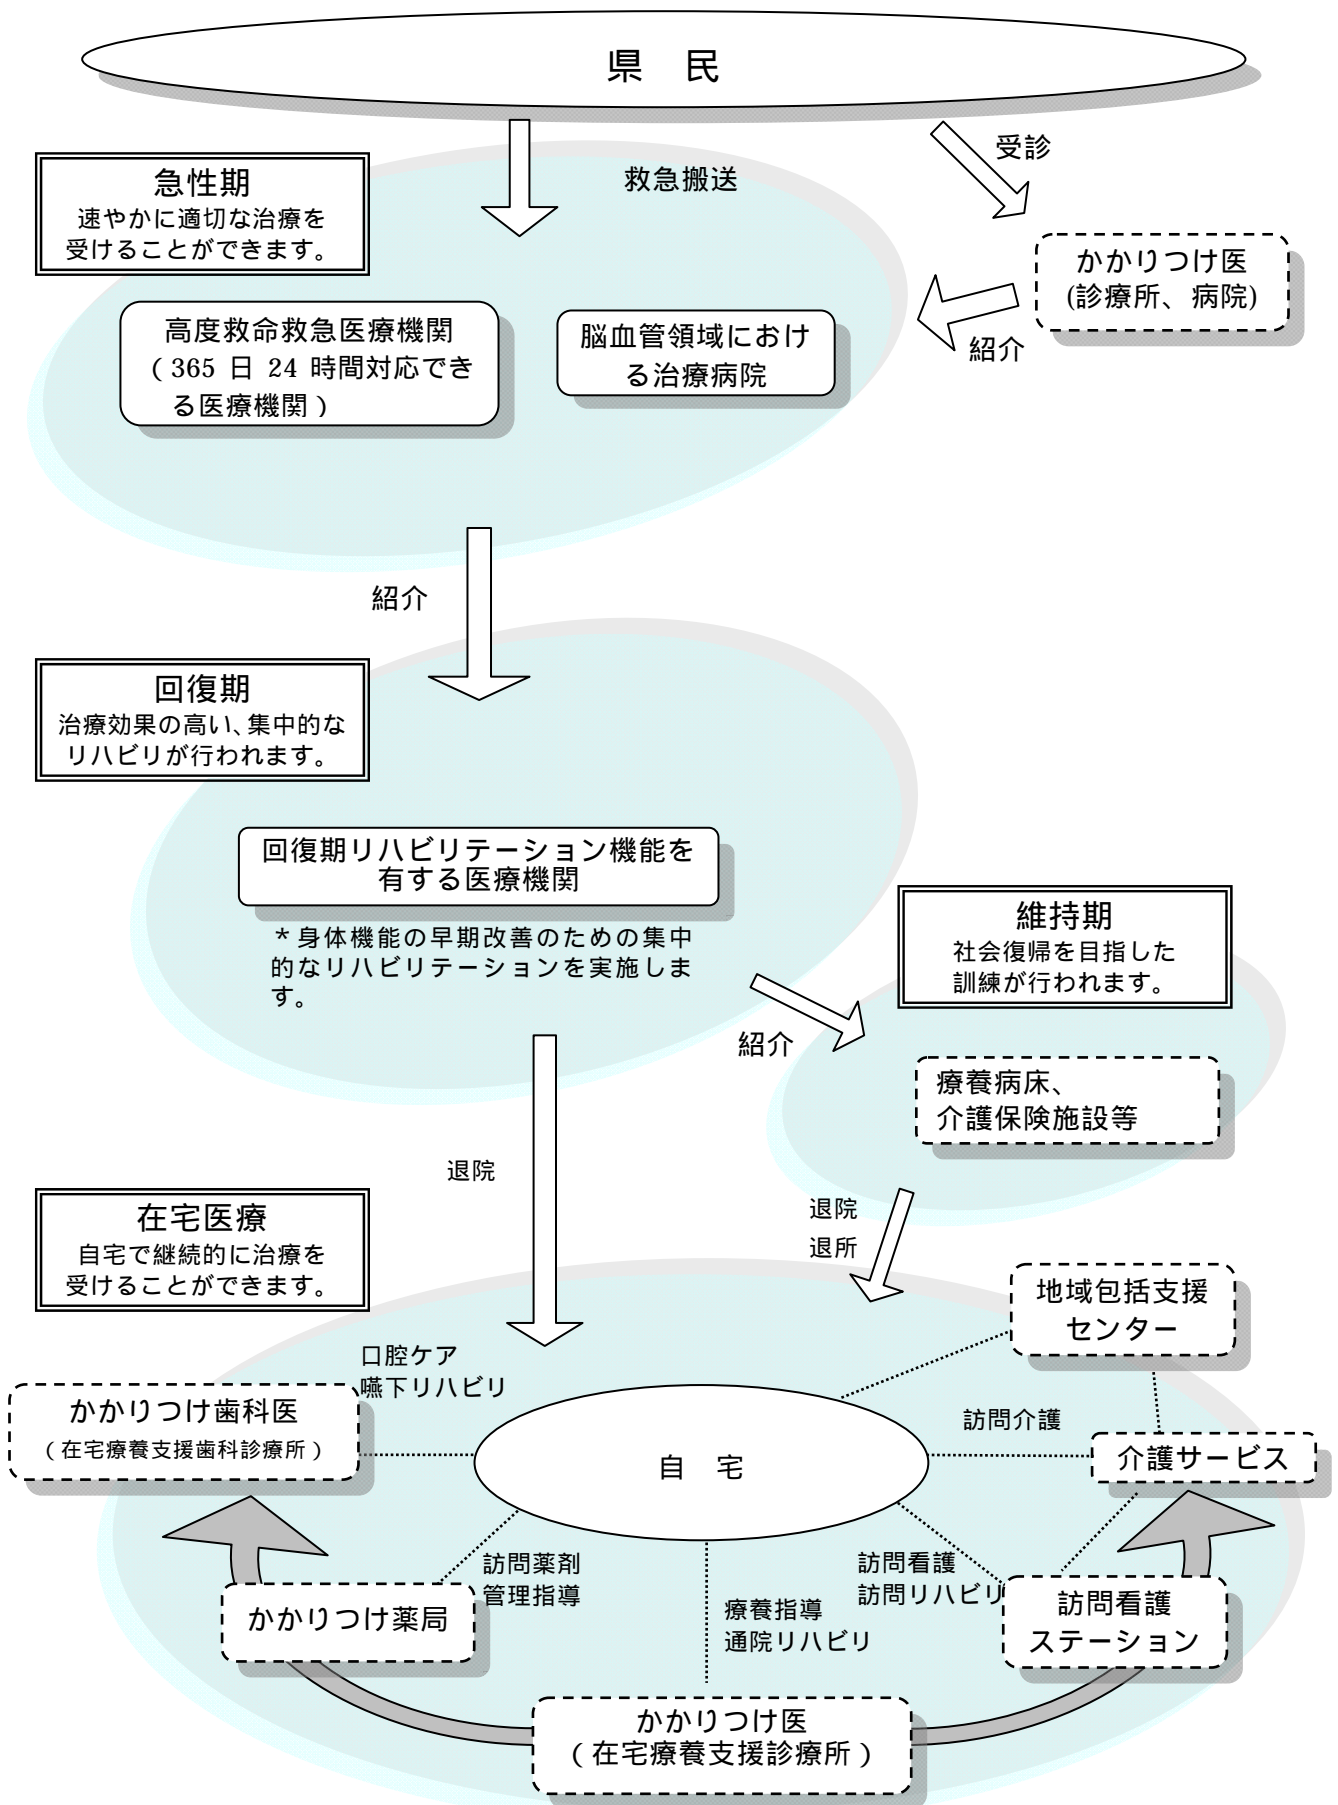 県　民
急性期
速やかに適切な治療を
受けることができます。
救急搬送
受診
かかりつけ医
(診療所、病院)
紹介
高度救命救急医療機関
（365 日 24 時間対応でき
る医療機関）
脳血管領域におけ
る治療病院
紹介
回復期
治療効果の高い、集中的な
リハビリが行われます。
回復期リハビリテーション機能を
有する医療機関
＊身体機能の早期改善のための集中
的なリハビリテーションを実施しま
す。
維持期
社会復帰を目指した
訓練が行われます。
紹介
療養病床、
介護保険施設等
退院
退院
退所
在宅医療
自宅で継続的に治療を
受けることができます。
地域包括支援
センター
口腔ケア
嚥下リハビリ
かかりつけ歯科医
（在宅療養支援歯科診療所）
自　宅
訪問介護
介護サービス
訪問薬剤
管理指導
かかりつけ薬局
療養指導
通院リハビリ
訪問看護
訪問リハビリ
訪問看護
ステーション
かかりつけ医
（在宅療養支援診療所）